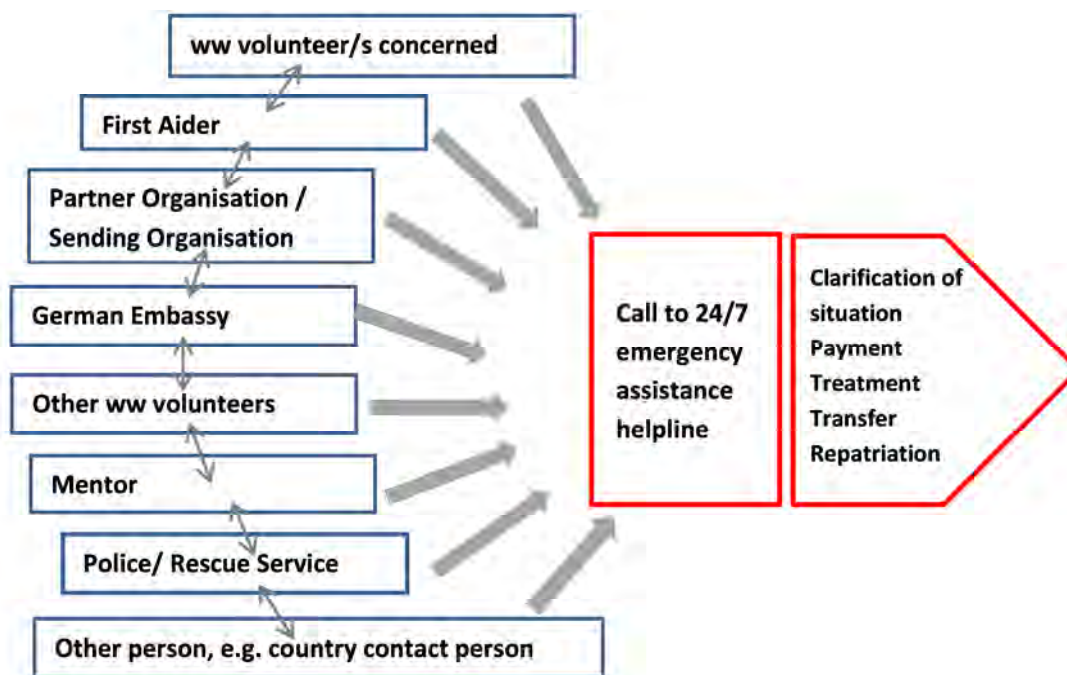 ww volunteer/s concerned
First Aider
Partner Organisation /
Sending Organisation
German Embassy
Other ww volunteers
Mentor
Police/ Rescue Service
Other person, e.g. country contact person
Call to 24/7
emergency
assistance
helpline
Clarification of
situation
Payment
Treatment
Transfer
Repatriation